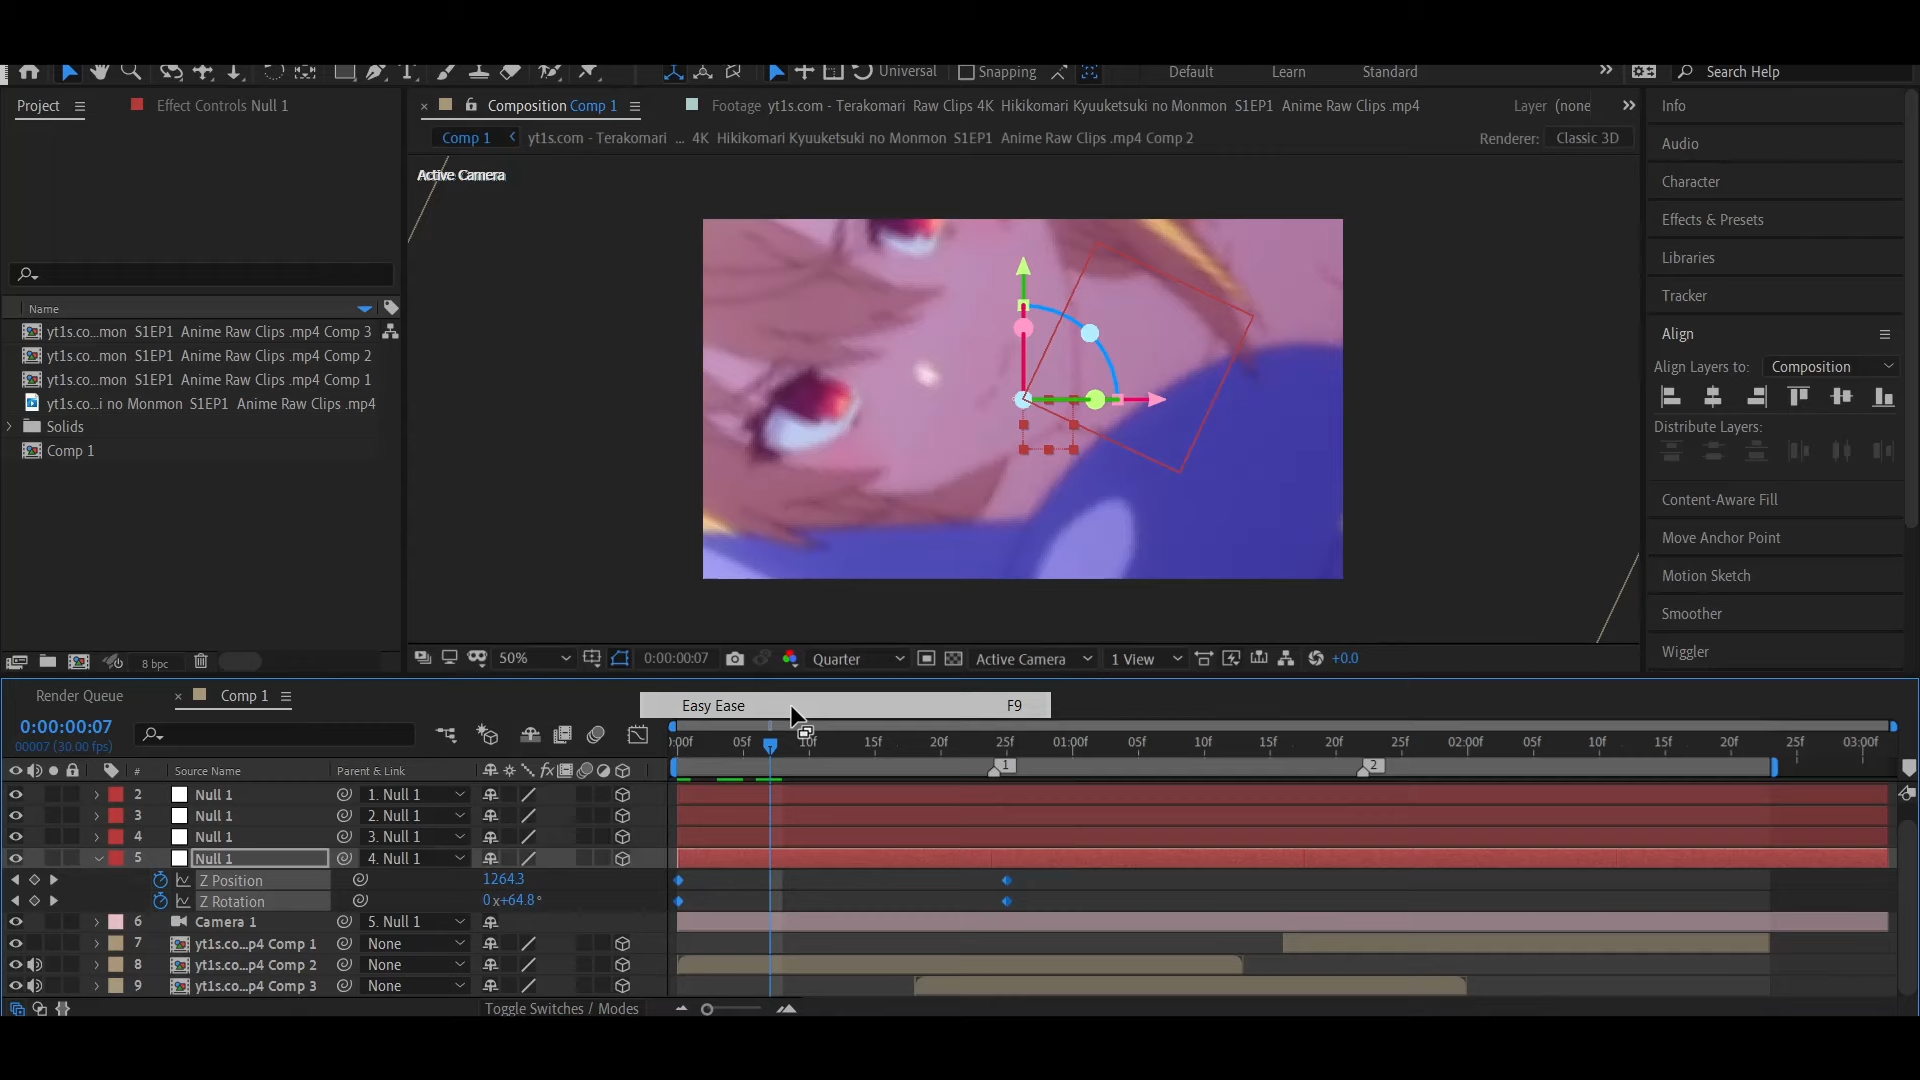 Universal
Snapping
Default
Learn
Standard
Search Help
Project
Effect Controls Null 1
Composition Comp 1
Footage yt1s.com - Terakomari Raw Clips 4K Hikikomari Kyuuketsuki no Monmon S1EP1 Anime Raw Clips .mp4
Layer (none
Comp 1
yt1s.com - Terakomari ... 4K Hikikomari Kyuuketsuki no Monmon S1EP1 Anime Raw Clips .mp4 Comp 2
Renderer: Classic 3D
Active Camera
Name
yt1s.co...mon S1EP1 Anime Raw Clips .mp4 Comp 3
yt1s.co...mon S1EP1 Anime Raw Clips .mp4 Comp 2
yt1s.co...mon S1EP1 Anime Raw Clips .mp4 Comp 1
yt1s.co...i no Monmon S1EP1 Anime Raw Clips .mp4
Solids
Comp 1
8 bpc
50%
0:00:00:07
Quarter
Active Camera
1 View
+0.0
Info
Audio
Character
Effects & Presets
Libraries
Tracker
Align
Align Layers to: Composition
Distribute Layers:
Content-Aware Fill
Move Anchor Point
Motion Sketch
Smoother
Wiggler
Render Queue
Comp 1
Easy Ease F9
0:00:00:07
00007 (30.00 fps)
):00f 05f 10f 15f 20f 25f 01:00f 05f 10f 15f 20f 25f 02:00f 05f 10f 15f 20f 25f 03:00f
1
2
# Source Name Parent & Link fx
2 Null 1 1. Null 1
3 Null 1 2. Null 1
4 Null 1 3. Null 1
5 Null 1 4. Null 1
Z Position 1264.3
Z Rotation 0x+64.8°
6 Camera 1 5. Null 1
7 yt1s.co...p4 Comp 1 None
8 yt1s.co...p4 Comp 2 None
9 yt1s.co...p4 Comp 3 None
Toggle Switches / Modes